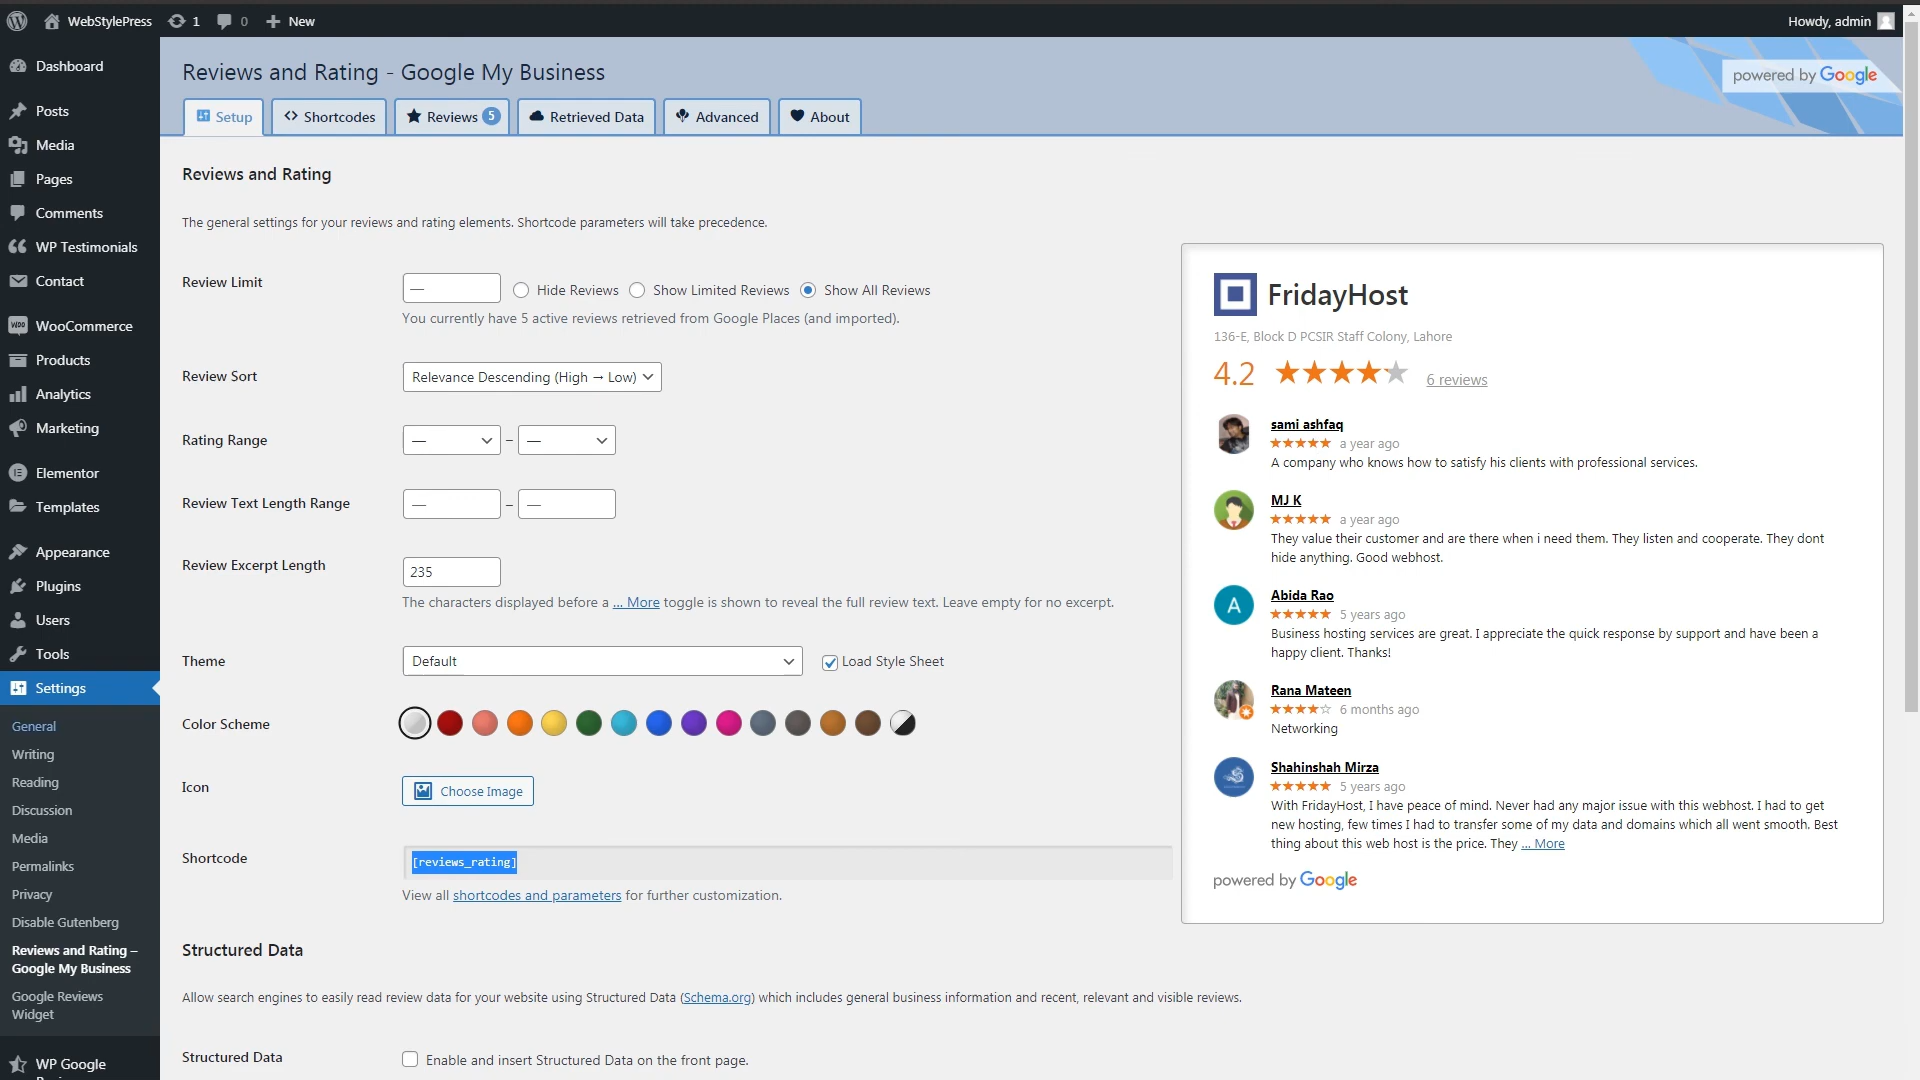 WebStylePress
1
0
New
Howdy, admin
Dashboard
Posts
Media
Pages
Comments
WP Testimonials
Contact
WooCommerce
Products
Analytics
Marketing
Elementor
Templates
Appearance
Plugins
Users
Tools
Settings
General
Writing
Reading
Discussion
Media
Permalinks
Privacy
Disable Gutenberg
Reviews and Rating –
Google My Business
Google Reviews
Widget
WP Google
Reviews and Rating - Google My Business
powered by Google
Setup
Shortcodes
Reviews 5
Retrieved Data
Advanced
About
Reviews and Rating
The general settings for your reviews and rating elements. Shortcode parameters will take precedence.
Review Limit
— Hide Reviews Show Limited Reviews Show All Reviews
You currently have 5 active reviews retrieved from Google Places (and imported).
Review Sort
Relevance Descending (High → Low)
Rating Range
— – —
Review Text Length Range
— – —
Review Excerpt Length
235
The characters displayed before a ... More toggle is shown to reveal the full review text. Leave empty for no excerpt.
Theme
Default
Load Style Sheet
Color Scheme
Icon
Choose Image
Shortcode
[reviews_rating]
View all shortcodes and parameters for further customization.
Structured Data
Allow search engines to easily read review data for your website using Structured Data (Schema.org) which includes general business information and recent, relevant and visible reviews.
Structured Data
Enable and insert Structured Data on the front page.
FridayHost
136-E, Block D PCSIR Staff Colony, Lahore
4.2 ★★★★★ 6 reviews
sami ashfaq
★★★★★ a year ago
A company who knows how to satisfy his clients with professional services.
MJ K
★★★★★ a year ago
They value their customer and are there when i need them. They listen and cooperate. They dont
hide anything. Good webhost.
A
Abida Rao
★★★★★ 5 years ago
Business hosting services are great. I appreciate the quick response by support and have been a
happy client. Thanks!
Rana Mateen
★★★★☆ 6 months ago
Networking
Shahinshah Mirza
★★★★★ 5 years ago
With FridayHost, I have peace of mind. Never had any major issue with this webhost. I had to get
new hosting, few times I had to transfer some of my data and domains which all went smooth. Best
thing about this web host is the price. They ... More
powered by Google